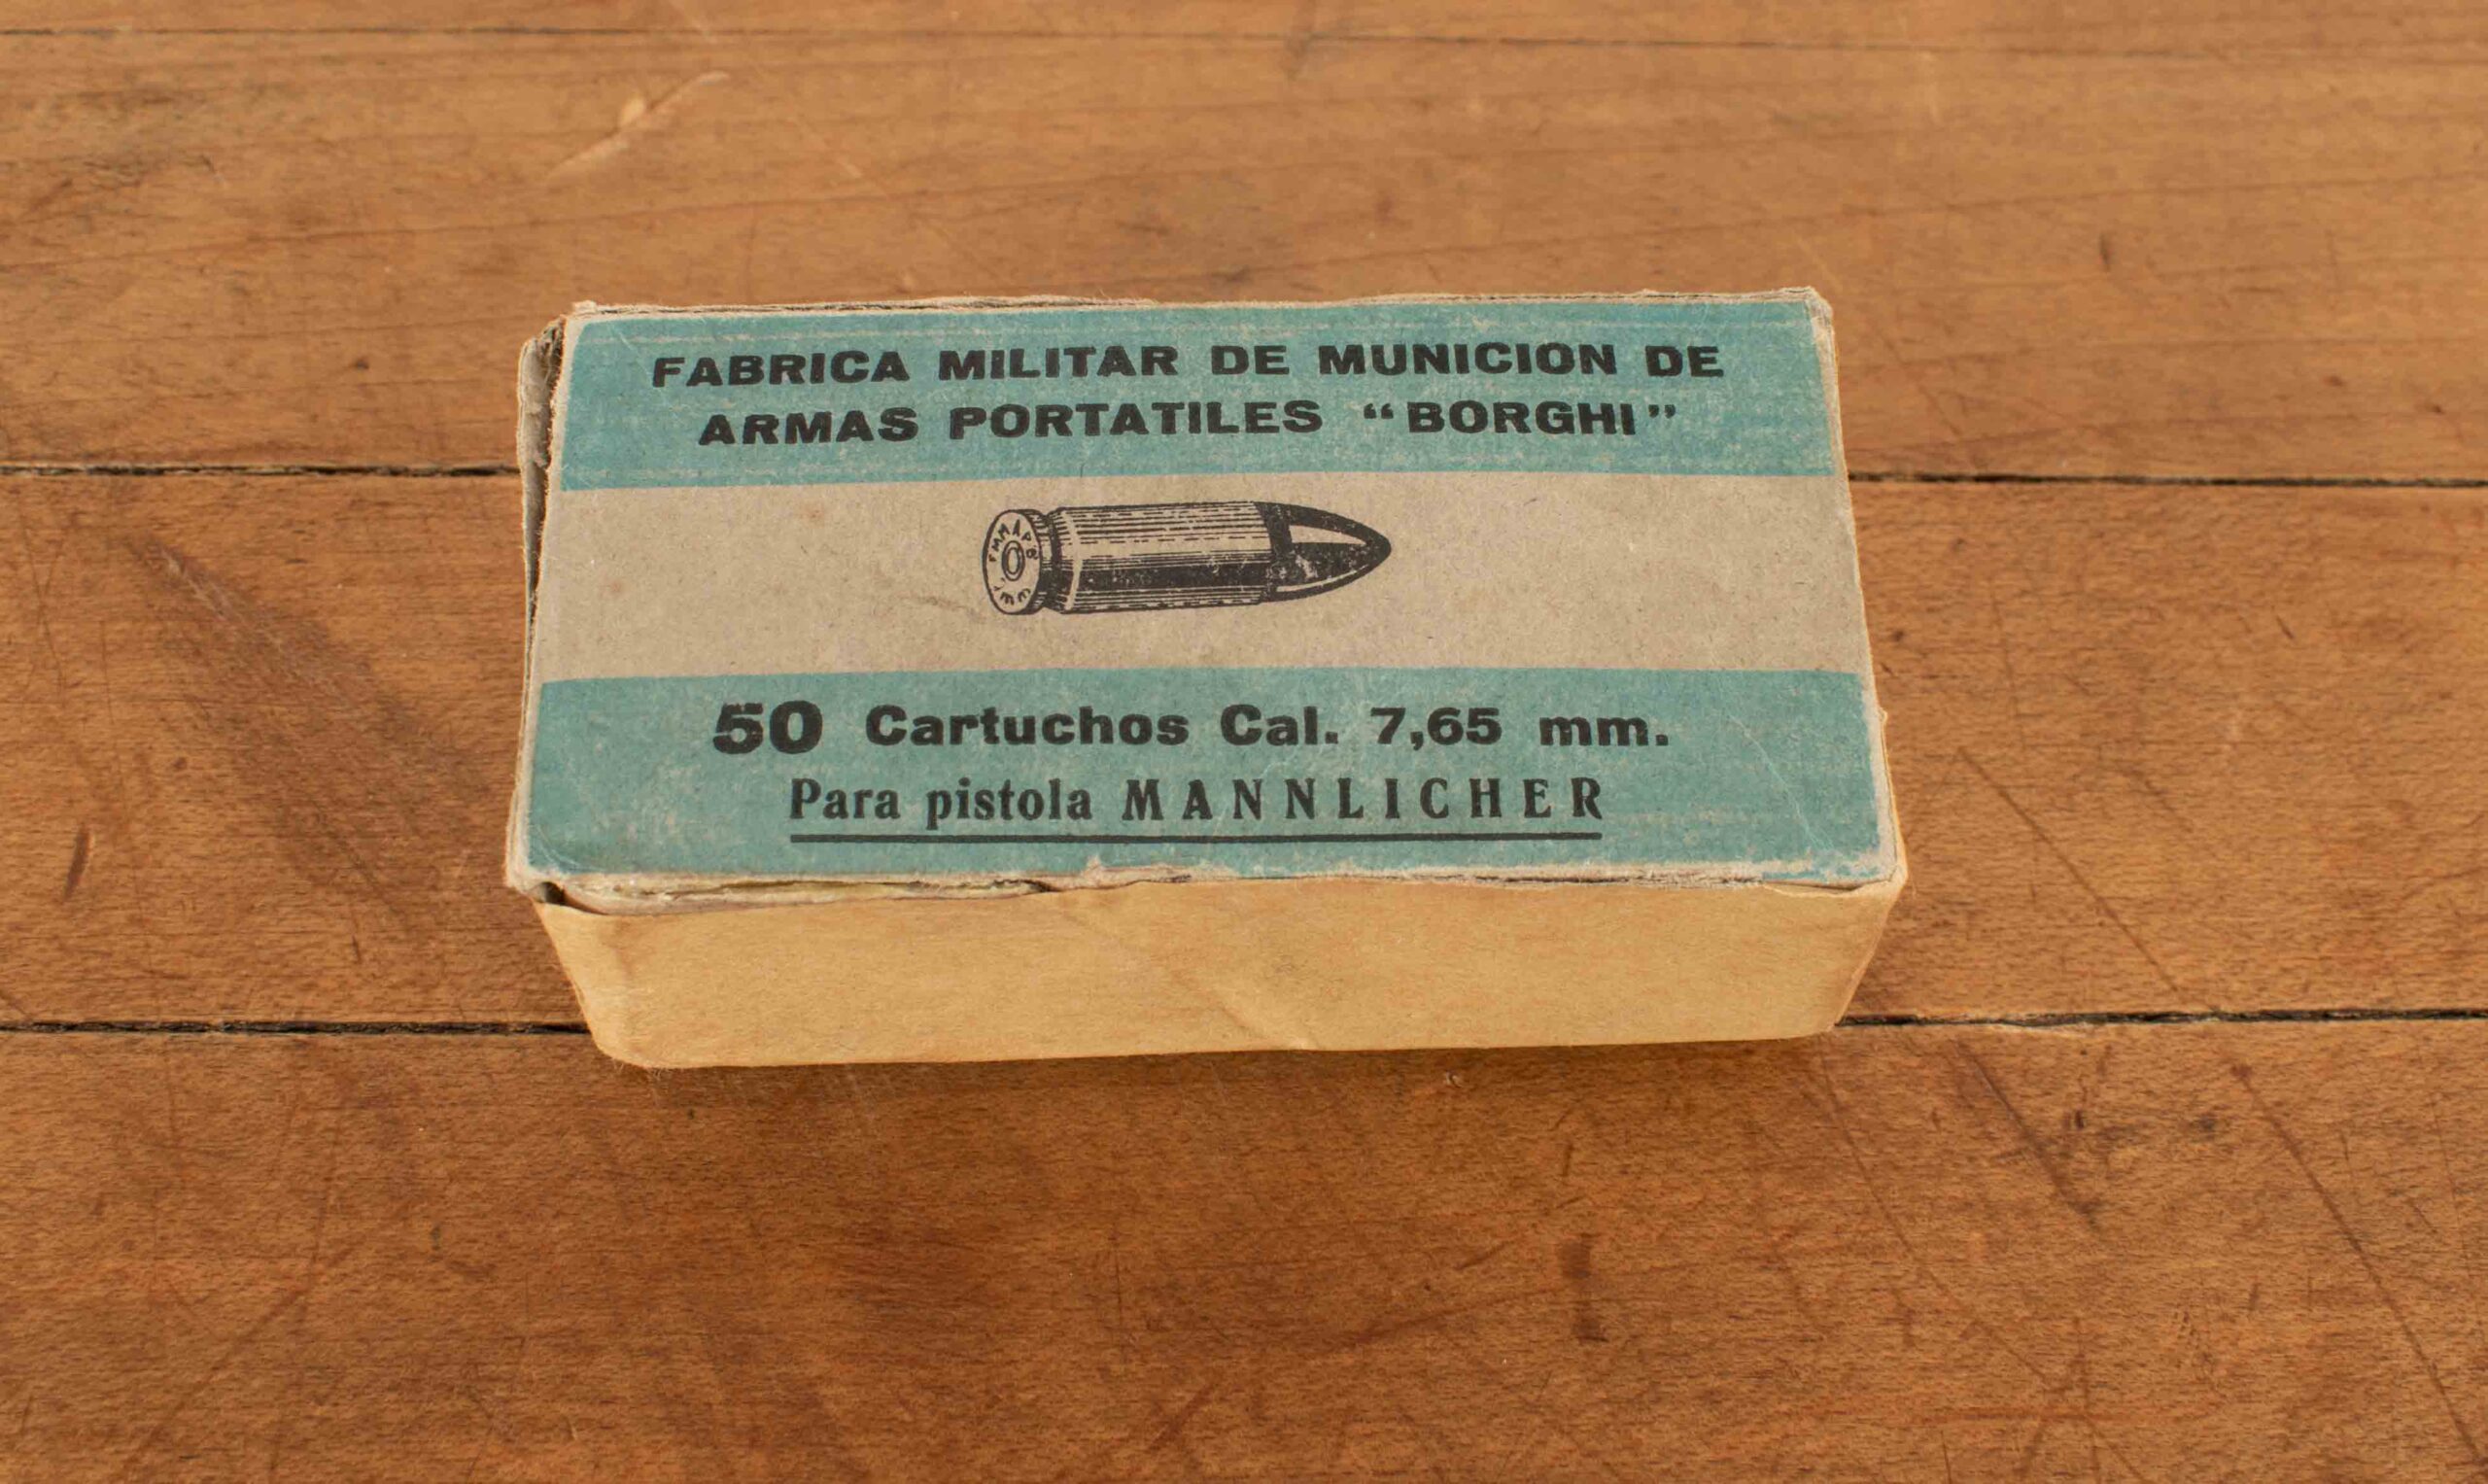 FABRICA MILITAR DE MUNICION DE
ARMAS PORTATILES “BORGHI”
50 Cartuchos Cal. 7,65 mm.
Para pistola MANNLICHER